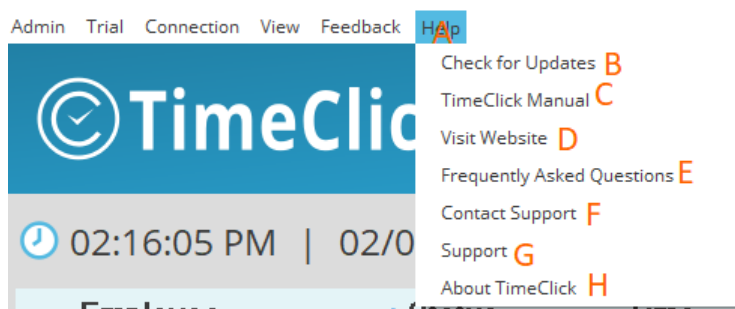 Admin Trial Connection View Feedback Help A
Check for Updates B
TimeClick Manual C
Visit Website D
TimeClic
Frequently Asked Questions E
Contact Support F
02:16:05 PM | 02/0
Support G
About TimeClick H